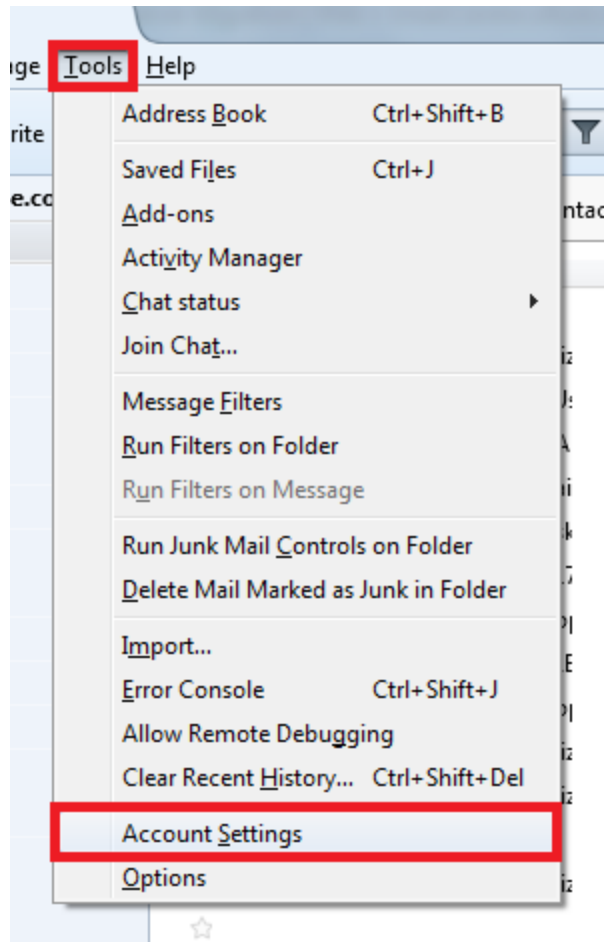 Tools Help
Address Book Ctrl+Shift+B
Saved Files Ctrl+J
Add-ons
Activity Manager
Chat status
Join Chat...
Message Filters
Run Filters on Folder
Run Filters on Message
Run Junk Mail Controls on Folder
Delete Mail Marked as Junk in Folder
Import...
Error Console Ctrl+Shift+J
Allow Remote Debugging
Clear Recent History... Ctrl+Shift+Del
Account Settings
Options